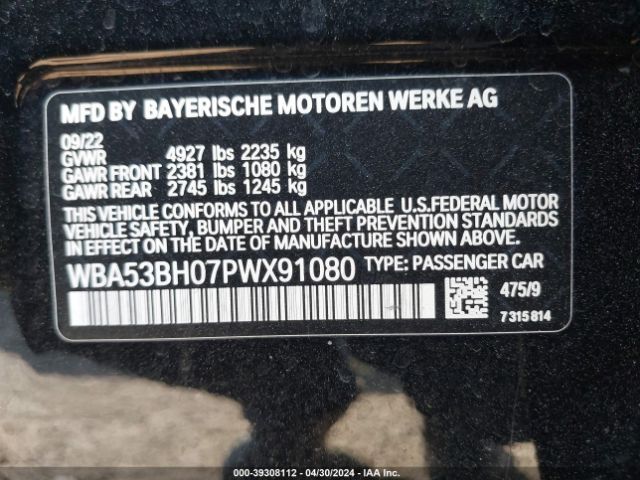 MFD BY BAYERISCHE MOTOREN WERKE AG
09/22
GVWR 4927 lbs 2235 kg
GAWR FRONT 2381 lbs 1080 kg
GAWR REAR 2745 lbs 1245 kg
THIS VEHICLE CONFORMS TO ALL APPLICABLE U.S.FEDERAL MOTOR
VEHICLE SAFETY, BUMPER AND THEFT PREVENTION STANDARDS
IN EFFECT ON THE DATE OF MANUFACTURE SHOWN ABOVE.
WBA53BH07PWX91080 TYPE: PASSENGER CAR
475/9
7315814
000-39308112 - 04/30/2024 - IAA Inc.